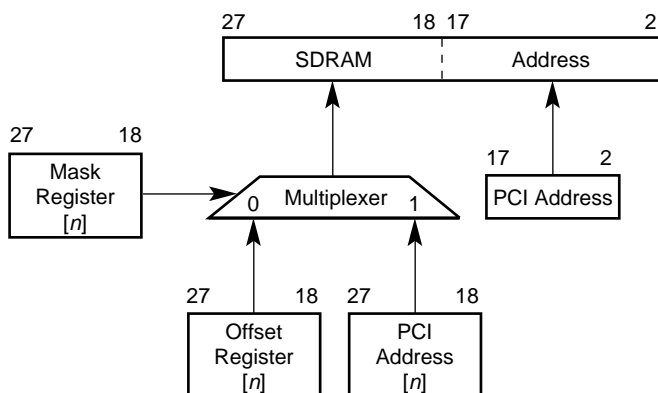 27 18 17 2
SDRAM Address
27 18
Mask
Register
[n]
17 2
PCI Address
Multiplexer
0 1
27 18
Offset
Register
[n]
27 18
PCI
Address
[n]